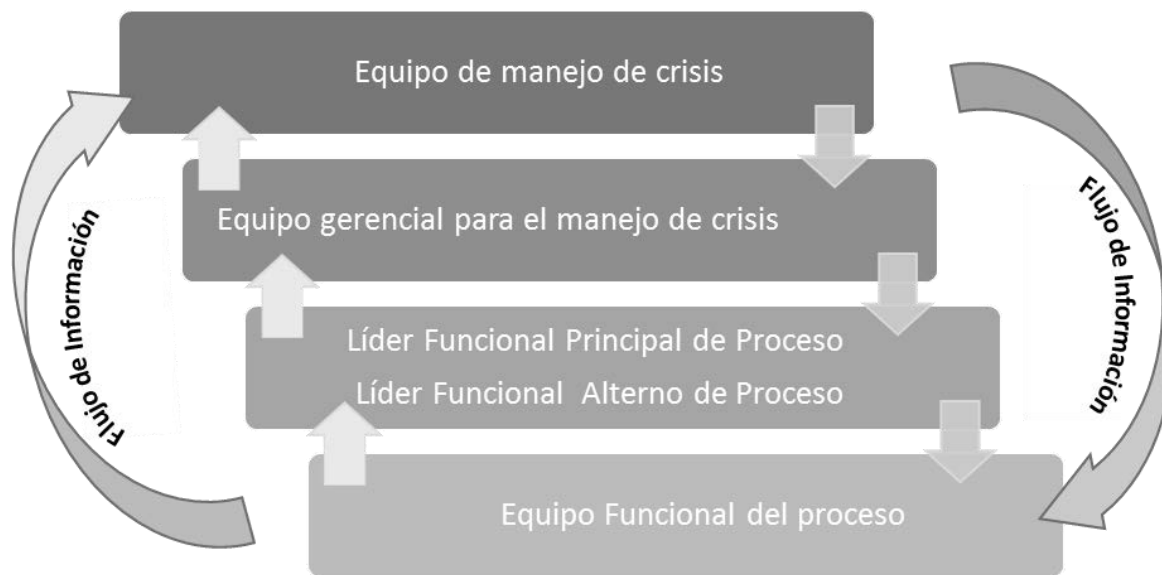 Equipo de manejo de crisis
Equipo gerencial para el manejo de crisis
Líder Funcional Principal de Proceso
Líder Funcional Alterno de Proceso
Equipo Funcional del proceso
Flujo de Información
Flujo de Información